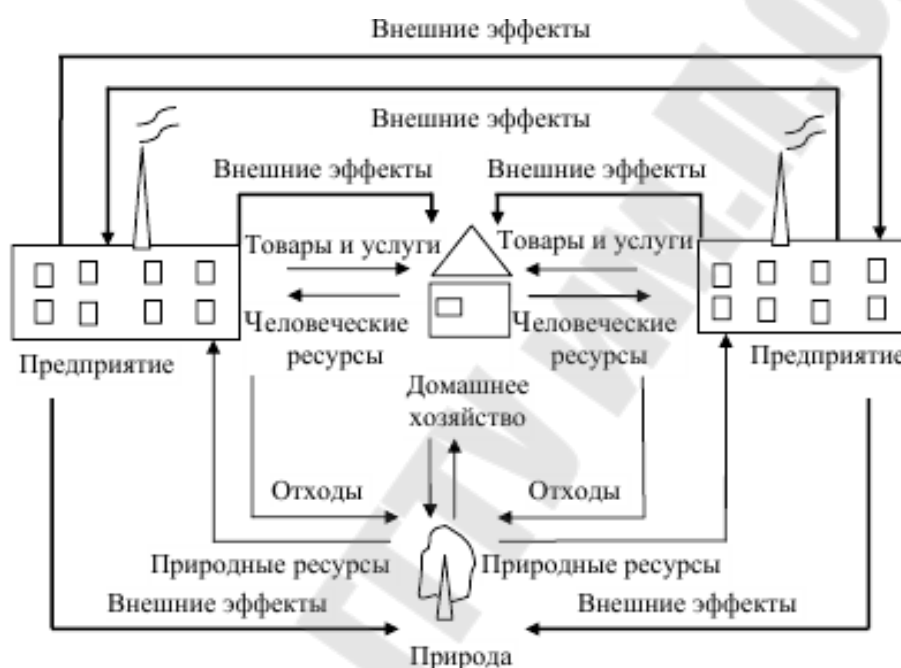 Внешние эффекты
Внешние эффекты
Внешние эффекты
Внешние эффекты
Товары и услуги
Товары и услуги
Человеческие
ресурсы
Человеческие
ресурсы
Предприятие
Предприятие
Домашнее
хозяйство
Отходы
Отходы
Природные ресурсы
Природные ресурсы
Внешние эффекты
Внешние эффекты
Природа